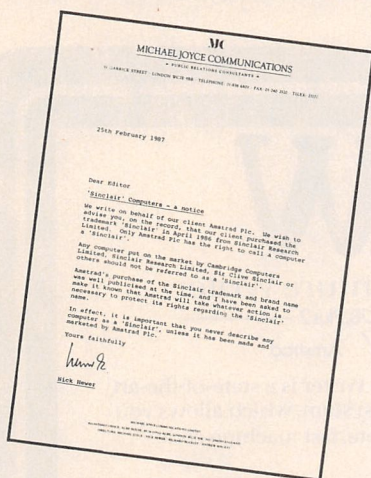 MC
MICHAEL JOYCE COMMUNICATIONS
PUBLIC RELATIONS CONSULTANTS
STREET LONDON TELEPHONE FAX TELEX
25th February 1987
Dear Editor
'Sinclair' Computers - a notice
We write on behalf of our client Amstrad Plc. We wish to
advise you, on the record, that our client purchased the
trademark 'Sinclair' in April 1986 from Sinclair Research
Limited. Only Amstrad Plc has the right to call a computer
a 'Sinclair'.
Any computer put on the market by Cambridge Computers
Limited, Sinclair Research Limited, Sir Clive Sinclair or
others should not be referred to as a 'Sinclair'.
Amstrad's purchase of the Sinclair trademark and brand name
was well publicised at the time, and I have been asked to
make it known that Amstrad will take whatever action is
necessary to protect its rights regarding the 'Sinclair'
name.
In effect, it is important that you never describe any
computer as a 'Sinclair', unless it has been made and
marketed by Amstrad Plc.
Yours faithfully
Nick Hewer